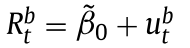 $R_t^b = \tilde{\beta}_0 + u_t^b$